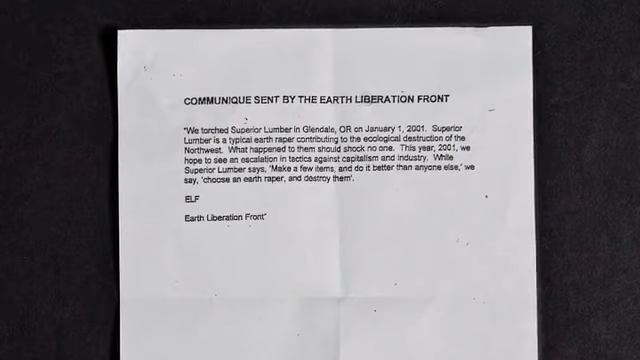 COMMUNIQUE SENT BY THE EARTH LIBERATION FRONT
"We torched Superior Lumber in Glendale, OR on January 1, 2001. Superior
Lumber is a typical earth raper contributing to the ecological destruction of the
Northwest. What happened to them should shock no one. This year, 2001, we
hope to see an escalation in tactics against capitalism and industry. While
Superior Lumber says, 'Make a few items, and do it better than anyone else,' we
say, 'choose an earth raper, and destroy them'.
ELF
Earth Liberation Front"